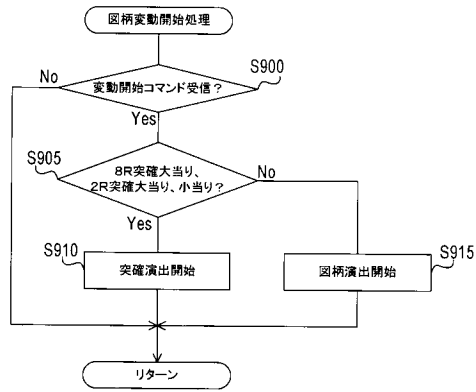 図柄変動開始処理
No
S900
変動開始コマンド受信？
Yes
S905
8R突確大当り、
2R突確大当り、小当り？
No
Yes
S910
突確演出開始
図柄演出開始
S915
リターン